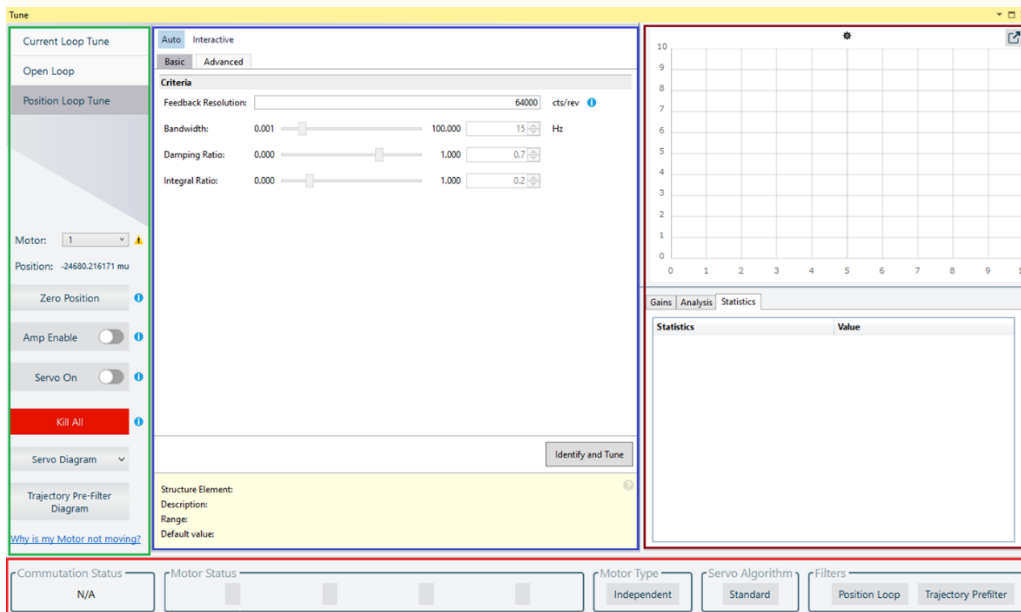 Tune
Current Loop Tune
Open Loop
Position Loop Tune
Motor: 1
Position: -24680.216171 mu
Zero Position
Amp Enable
Servo On
Kill All
Servo Diagram
Trajectory Pre-Filter
Diagram
Why is my Motor not moving?
Auto Interactive
Basic Advanced
Criteria
Feedback Resolution: 64000 cts/rev
Bandwidth: 0.001 100.000 15 Hz
Damping Ratio: 0.000 1.000 0.7
Integral Ratio: 0.000 1.000 0.2
Identify and Tune
Structure Element:
Description:
Range:
Default value:
10
9
8
7
6
5
4
3
2
1
0
0 1 2 3 4 5 6 7 8 9 1
Gains Analysis Statistics
Statistics Value
Commutation Status
N/A
Motor Status
Motor Type
Independent
Servo Algorithm
Standard
Filters
Position Loop Trajectory Prefilter